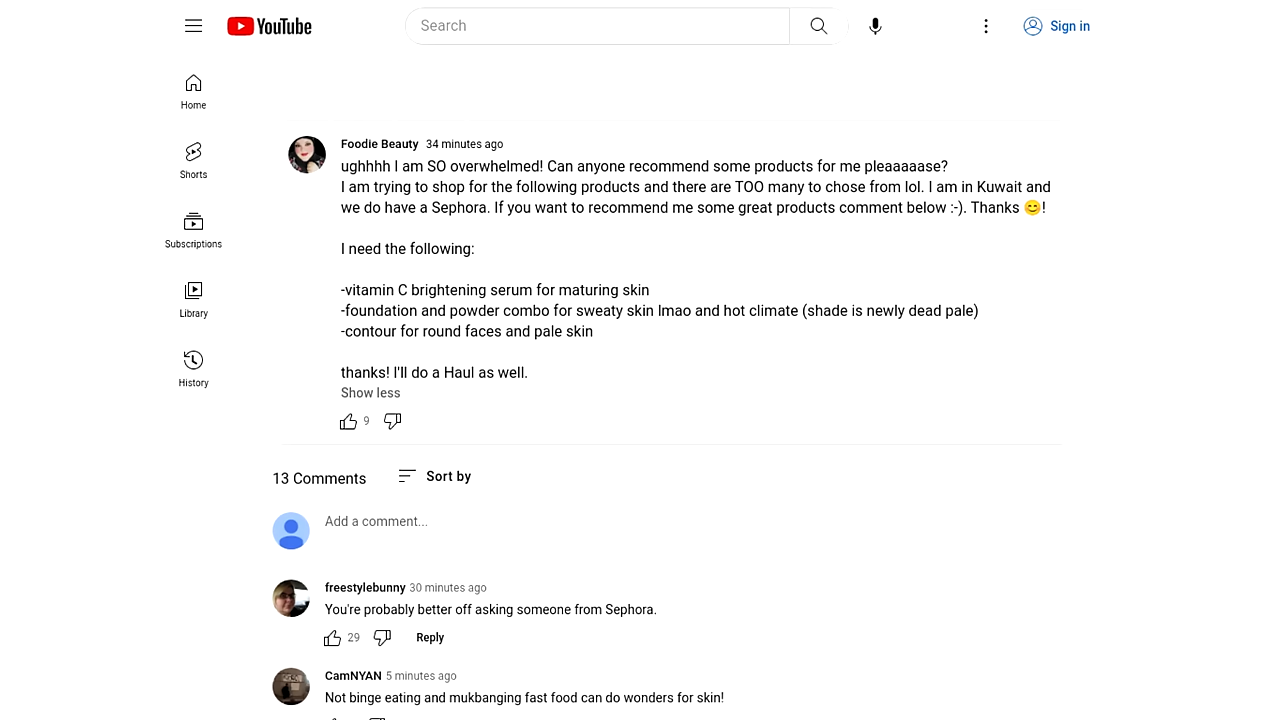 YouTube
Search
Sign in
Home
Shorts
Subscriptions
Library
History
Foodie Beauty 34 minutes ago
ughhhh I am SO overwhelmed! Can anyone recommend some products for me pleaaaaase?
I am trying to shop for the following products and there are TOO many to chose from lol. I am in Kuwait and
we do have a Sephora. If you want to recommend me some great products comment below :-). Thanks 😊!
I need the following:
-vitamin C brightening serum for maturing skin
-foundation and powder combo for sweaty skin lmao and hot climate (shade is newly dead pale)
-contour for round faces and pale skin
thanks! I'll do a Haul as well.
Show less
9
13 Comments
Sort by
Add a comment...
freestylebunny 30 minutes ago
You're probably better off asking someone from Sephora.
29
Reply
CamNYAN 5 minutes ago
Not binge eating and mukbanging fast food can do wonders for skin!